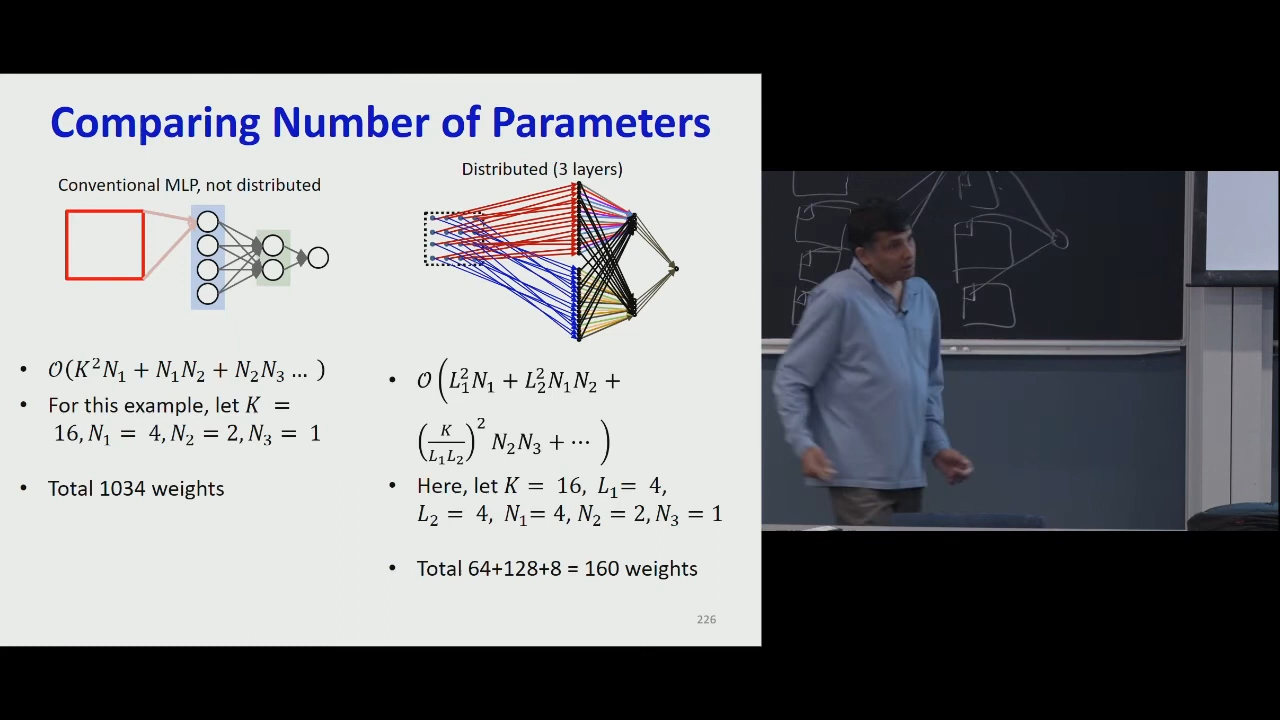 Comparing Number of Parameters
Conventional MLP, not distributed
• 𝒪(K²N₁ + N₁N₂ + N₂N₃ … )
• For this example, let K =
16, N₁ = 4, N₂ = 2, N₃ = 1
• Total 1034 weights
Distributed (3 layers)
• 𝒪(L₁²N₁ + L₂²N₁N₂ +
(K/(L₁L₂))² N₂N₃ + ⋯ )
• Here, let K = 16, L₁= 4,
L₂ = 4, N₁= 4, N₂ = 2, N₃ = 1
• Total 64+128+8 = 160 weights
226